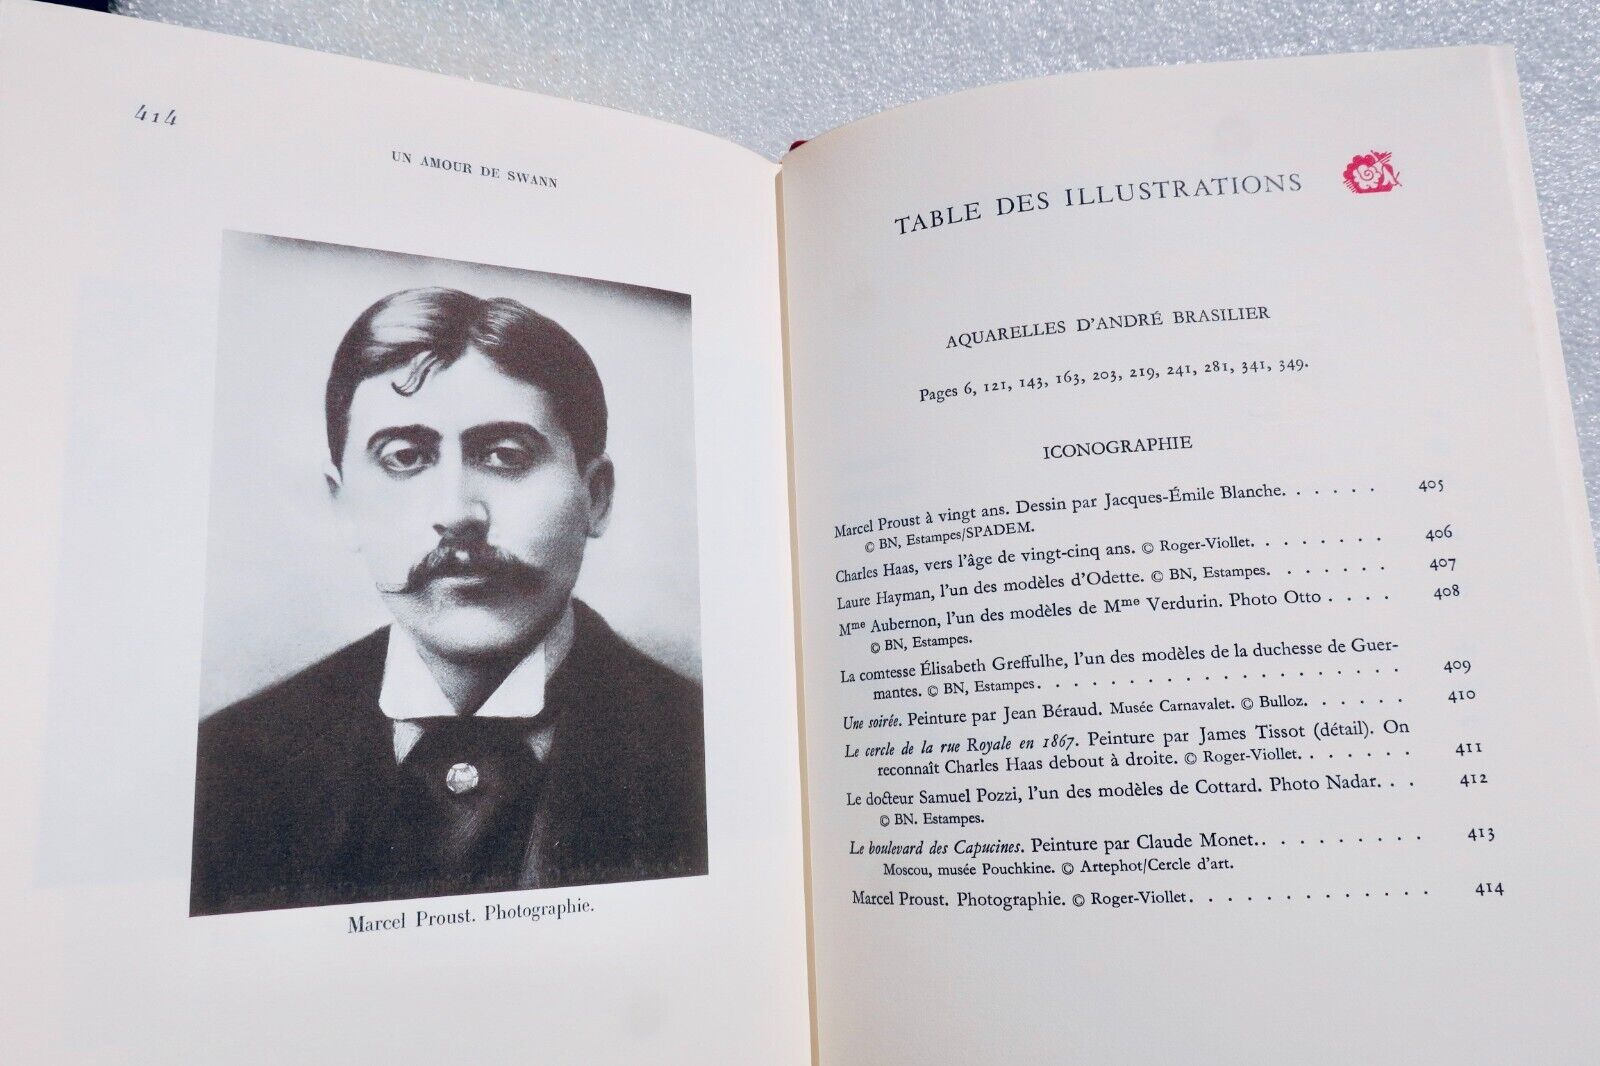 414
UN AMOUR DE SWANN
Marcel Proust. Photographie.
TABLE DES ILLUSTRATIONS
AQUARELLES D'ANDRÉ BRASILIER
Pages 6, 121, 143, 163, 203, 219, 241, 281, 341, 349.
ICONOGRAPHIE
Marcel Proust à vingt ans. Dessin par Jacques-Émile Blanche. . . . . . 405
© BN, Estampes/SPADEM.
Charles Haas, vers l'âge de vingt-cinq ans. © Roger-Viollet. . . . . . . . 406
Laure Hayman, l'un des modèles d'Odette. © BN, Estampes. . . . . . . 407
Mme Aubernon, l'un des modèles de Mme Verdurin. Photo Otto . . . . 408
© BN, Estampes.
La comtesse Élisabeth Greffulhe, l'un des modèles de la duchesse de Guer-
mantes. © BN, Estampes. . . . . . . . . . . . . . . . . . . 409
Une soirée. Peinture par Jean Béraud. Musée Carnavalet. © Bulloz. . . . . . 410
Le cercle de la rue Royale en 1867. Peinture par James Tissot (détail). On
reconnaît Charles Haas debout à droite. © Roger-Viollet. . . . . . . 411
Le docteur Samuel Pozzi, l'un des modèles de Cottard. Photo Nadar. . . 412
© BN. Estampes.
Le boulevard des Capucines. Peinture par Claude Monet. . . . . . . . . . 413
Moscou, musée Pouchkine. © Artephot/Cercle d'art.
Marcel Proust. Photographie. © Roger-Viollet. . . . . . . . . . . . . 414